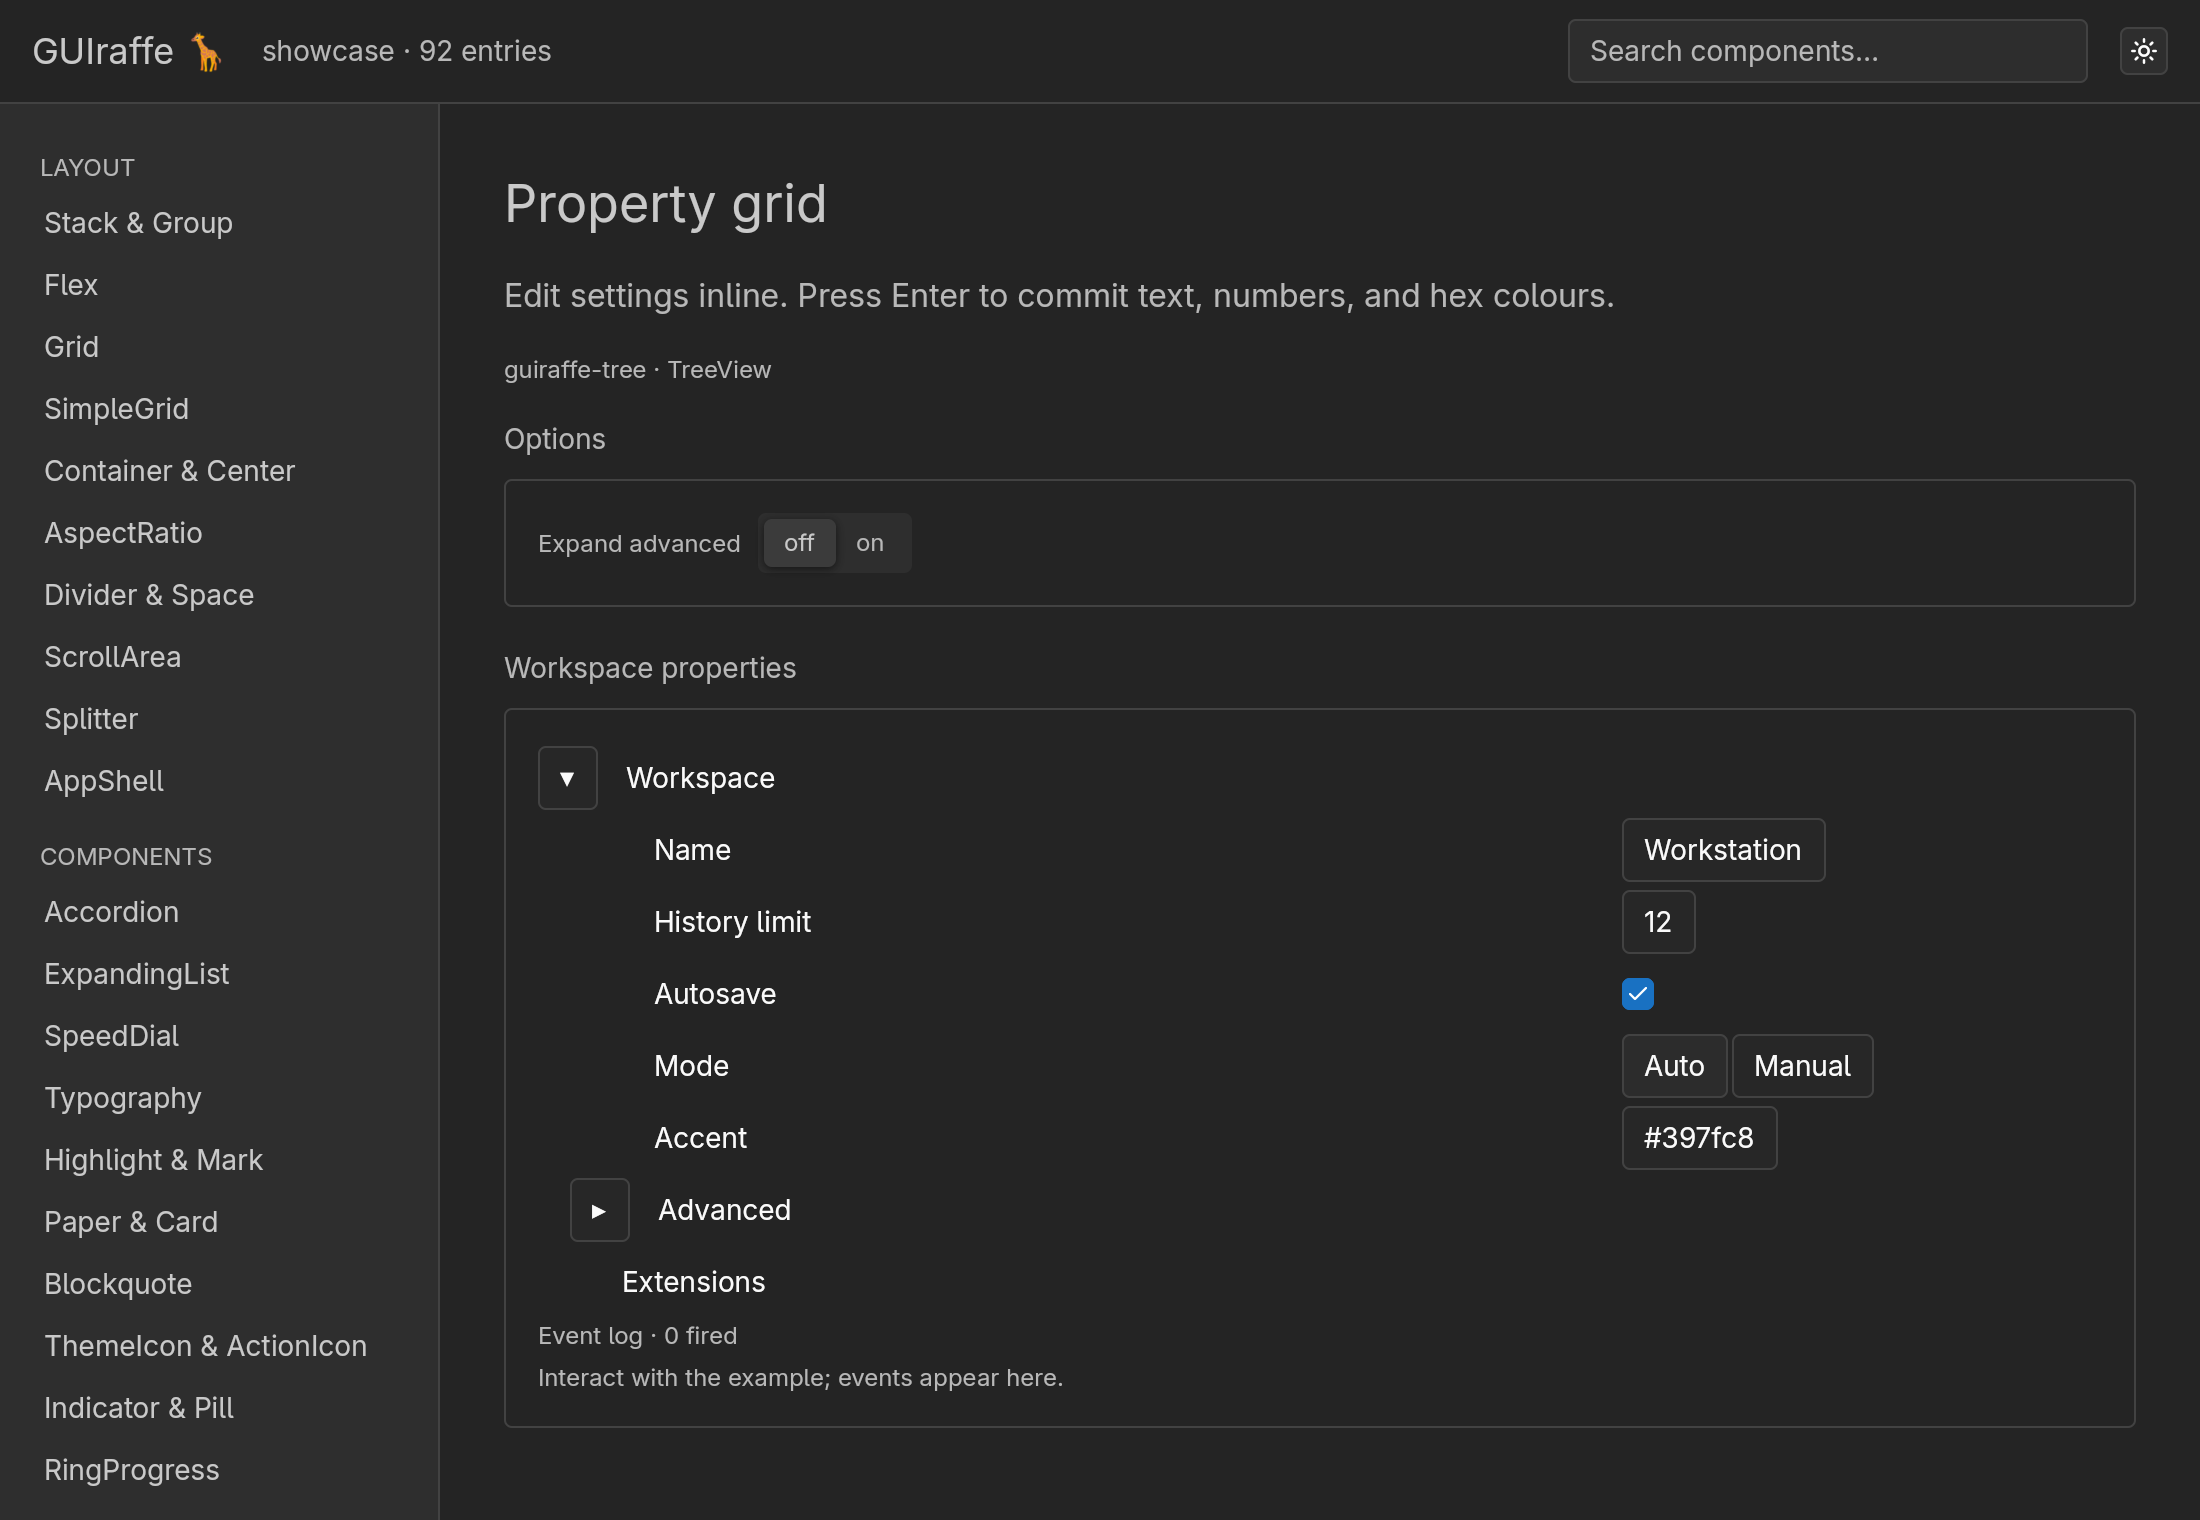 GUIraffe 🦒 showcase · 92 entries
Search components...
LAYOUT
Stack & Group
Flex
Grid
SimpleGrid
Container & Center
AspectRatio
Divider & Space
ScrollArea
Splitter
AppShell
COMPONENTS
Accordion
ExpandingList
SpeedDial
Typography
Highlight & Mark
Paper & Card
Blockquote
ThemeIcon & ActionIcon
Indicator & Pill
RingProgress
Property grid
Edit settings inline. Press Enter to commit text, numbers, and hex colours.
guiraffe-tree · TreeView
Options
Expand advanced off on
Workspace properties
Workspace
Name Workstation
History limit 12
Autosave
Mode Auto Manual
Accent #397fc8
Advanced
Extensions
Event log · 0 fired
Interact with the example; events appear here.